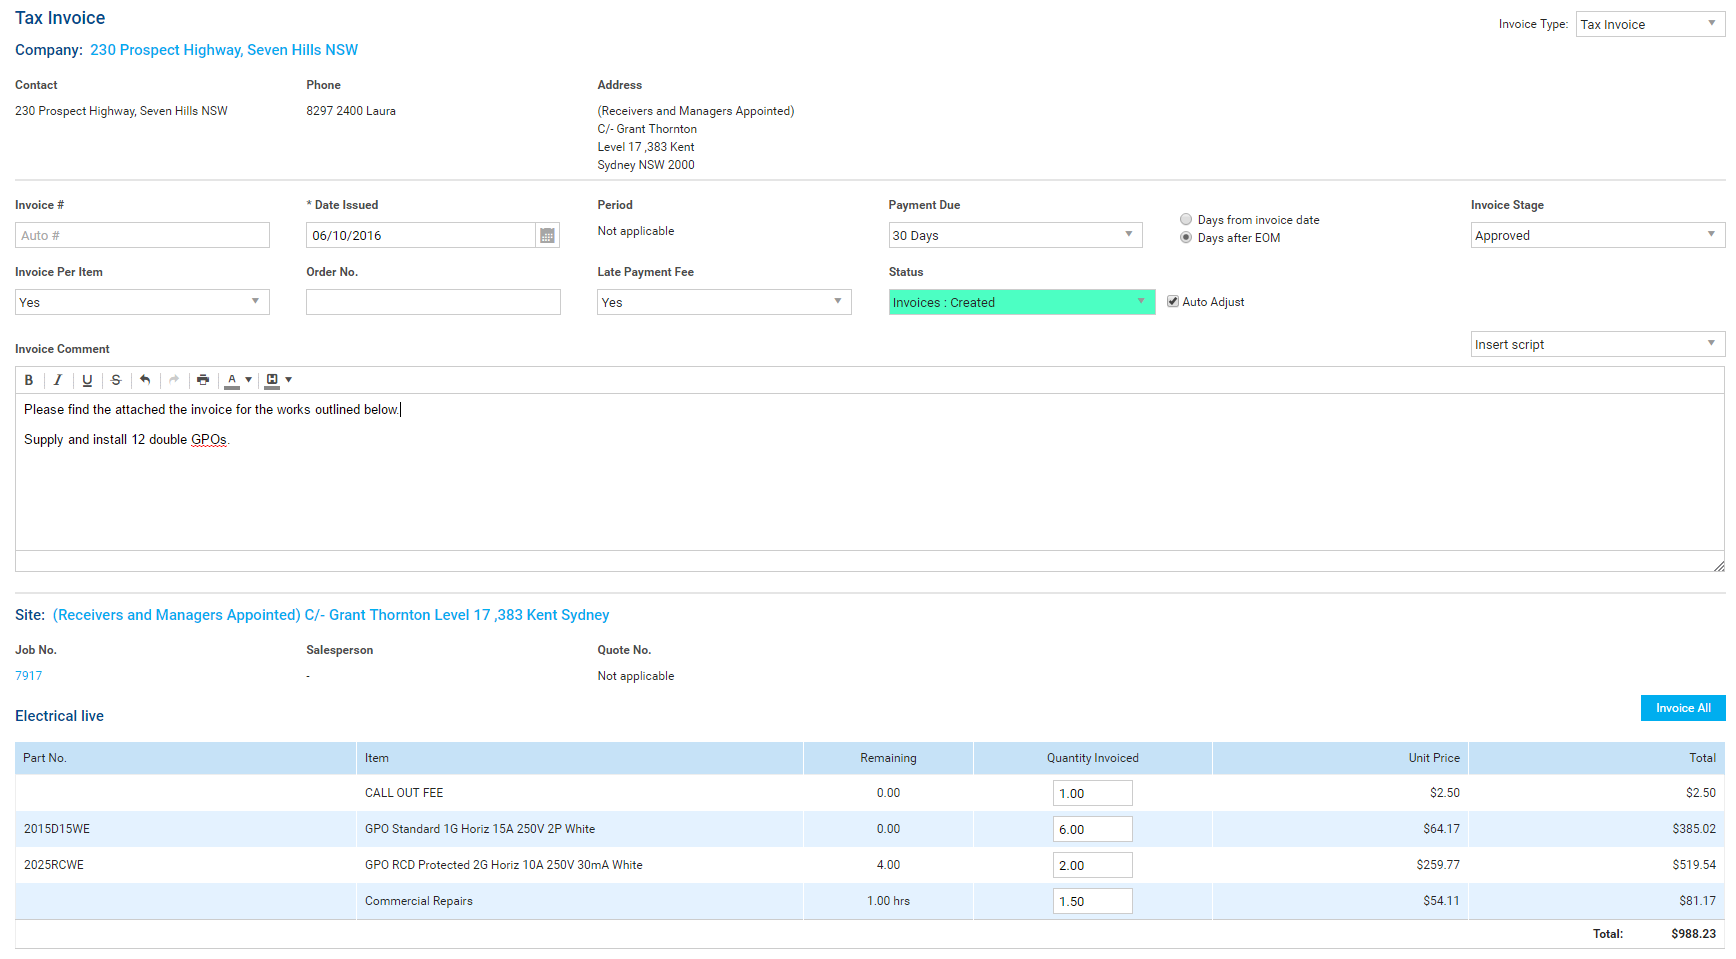 Tax Invoice
Invoice Type: Tax Invoice
Company: 230 Prospect Highway, Seven Hills NSW
Contact Phone Address
230 Prospect Highway, Seven Hills NSW 8297 2400 Laura (Receivers and Managers Appointed)
C/- Grant Thornton
Level 17 ,383 Kent
Sydney NSW 2000
Invoice # * Date Issued Period Payment Due Invoice Stage
Days from invoice date
Auto # 06/10/2016 Not applicable 30 Days Days after EOM Approved
Invoice Per Item Order No. Late Payment Fee Status
Yes Yes Invoices : Created Auto Adjust
Invoice Comment Insert script
B I U S A H
Please find the attached the invoice for the works outlined below.
Supply and install 12 double GPOs.
Site: (Receivers and Managers Appointed) C/- Grant Thornton Level 17 ,383 Kent Sydney
Job No. Salesperson Quote No.
7917 - Not applicable
Electrical live Invoice All
Part No. Item Remaining Quantity Invoiced Unit Price Total
CALL OUT FEE 0.00 1.00 $2.50 $2.50
2015D15WE GPO Standard 1G Horiz 15A 250V 2P White 0.00 6.00 $64.17 $385.02
2025RCWE GPO RCD Protected 2G Horiz 10A 250V 30mA White 4.00 2.00 $259.77 $519.54
Commercial Repairs 1.00 hrs 1.50 $54.11 $81.17
Total: $988.23